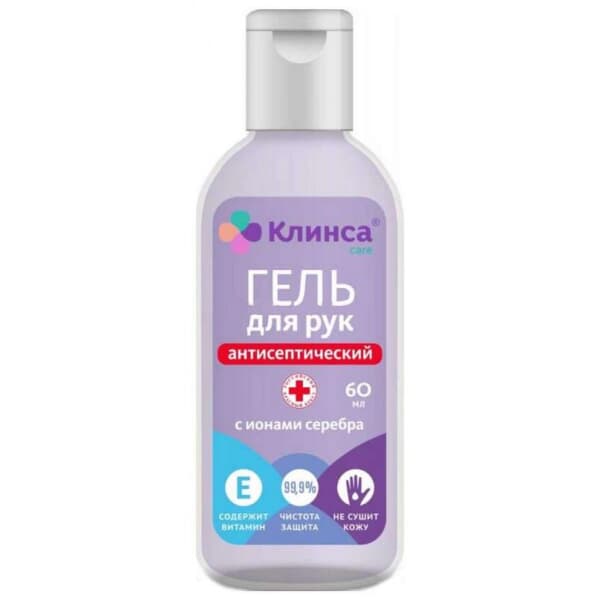 Клинса®
care
ГЕЛЬ
для рук
антисептический
60
мл
с ионами серебра
E
99,9%
СОДЕРЖИТ
ВИТАМИН
ЧИСТОТА
ЗАЩИТА
НЕ СУШИТ
КОЖУ